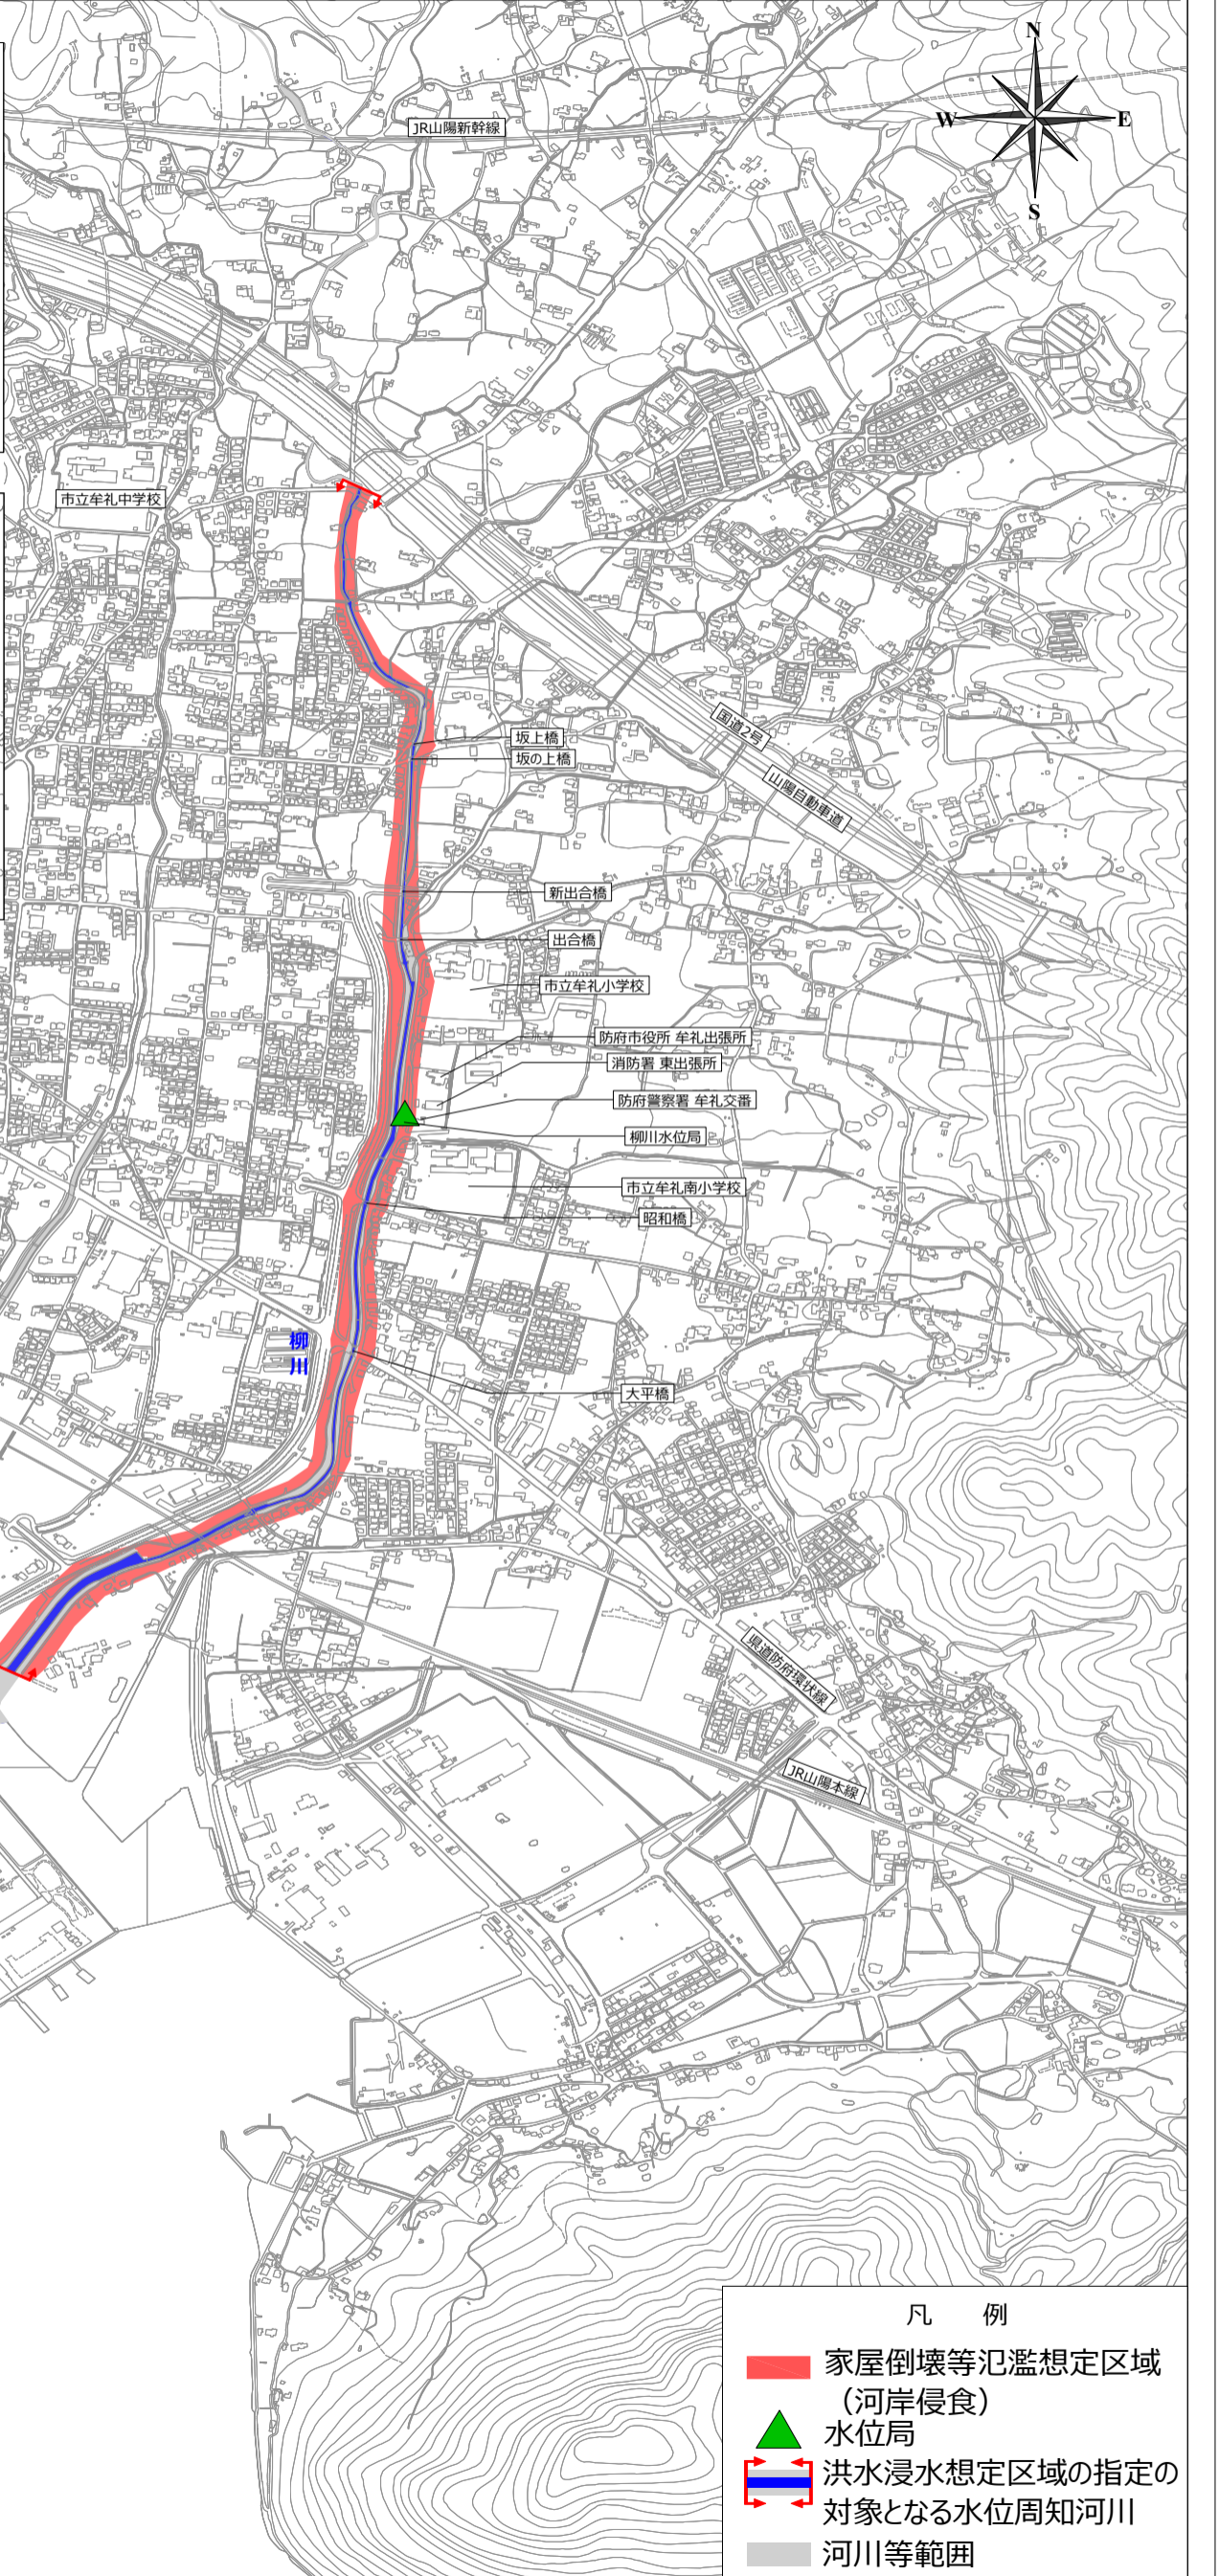 N
W
E
S
JR山陽新幹線
市立牟礼中学校
国道2号
坂上橋
坂の上橋
山陽自動車道
新出合橋
出合橋
市立牟礼小学校
防府市役所 牟礼出張所
消防署 東出張所
防府警察署 牟礼交番
柳川水位局
市立牟礼南小学校
昭和橋
柳
川
大平橋
県道防府環状線
JR山陽本線
凡 例
家屋倒壊等氾濫想定区域
(河岸侵食)
水位局
洪水浸水想定区域の指定の
対象となる水位周知河川
河川等範囲